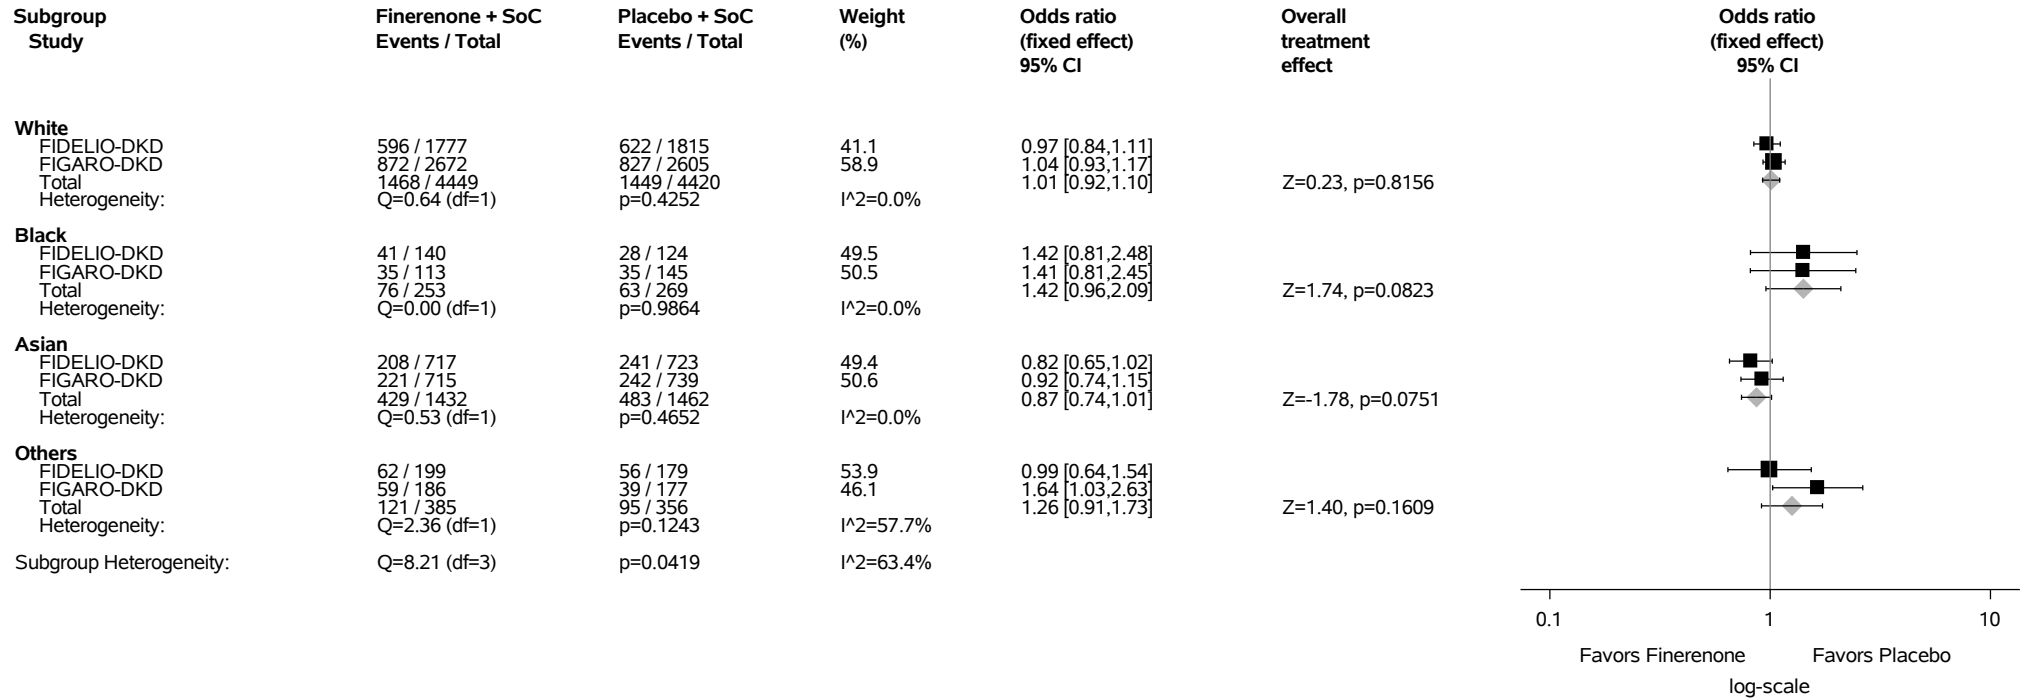 Subgroup Finerenone + SoC Placebo + SoC Weight Odds ratio Overall Odds ratio
Study Events / Total Events / Total (%) (fixed effect) treatment (fixed effect)
95% CI effect 95% CI
White
FIDELIO-DKD 596 / 1777 622 / 1815 41.1 0.97 [0.84,1.11]
FIGARO-DKD 872 / 2672 827 / 2605 58.9 1.04 [0.93,1.17]
Total 1468 / 4449 1449 / 4420 1.01 [0.92,1.10] Z=0.23, p=0.8156
Heterogeneity: Q=0.64 (df=1) p=0.4252 I^2=0.0%
Black
FIDELIO-DKD 41 / 140 28 / 124 49.5 1.42 [0.81,2.48]
FIGARO-DKD 35 / 113 35 / 145 50.5 1.41 [0.81,2.45]
Total 76 / 253 63 / 269 1.42 [0.96,2.09] Z=1.74, p=0.0823
Heterogeneity: Q=0.00 (df=1) p=0.9864 I^2=0.0%
Asian
FIDELIO-DKD 208 / 717 241 / 723 49.4 0.82 [0.65,1.02]
FIGARO-DKD 221 / 715 242 / 739 50.6 0.92 [0.74,1.15]
Total 429 / 1432 483 / 1462 0.87 [0.74,1.01] Z=-1.78, p=0.0751
Heterogeneity: Q=0.53 (df=1) p=0.4652 I^2=0.0%
Others
FIDELIO-DKD 62 / 199 56 / 179 53.9 0.99 [0.64,1.54]
FIGARO-DKD 59 / 186 39 / 177 46.1 1.64 [1.03,2.63]
Total 121 / 385 95 / 356 1.26 [0.91,1.73] Z=1.40, p=0.1609
Heterogeneity: Q=2.36 (df=1) p=0.1243 I^2=57.7%
Subgroup Heterogeneity: Q=8.21 (df=3) p=0.0419 I^2=63.4%
0.1 1 10
Favors Finerenone Favors Placebo
log-scale